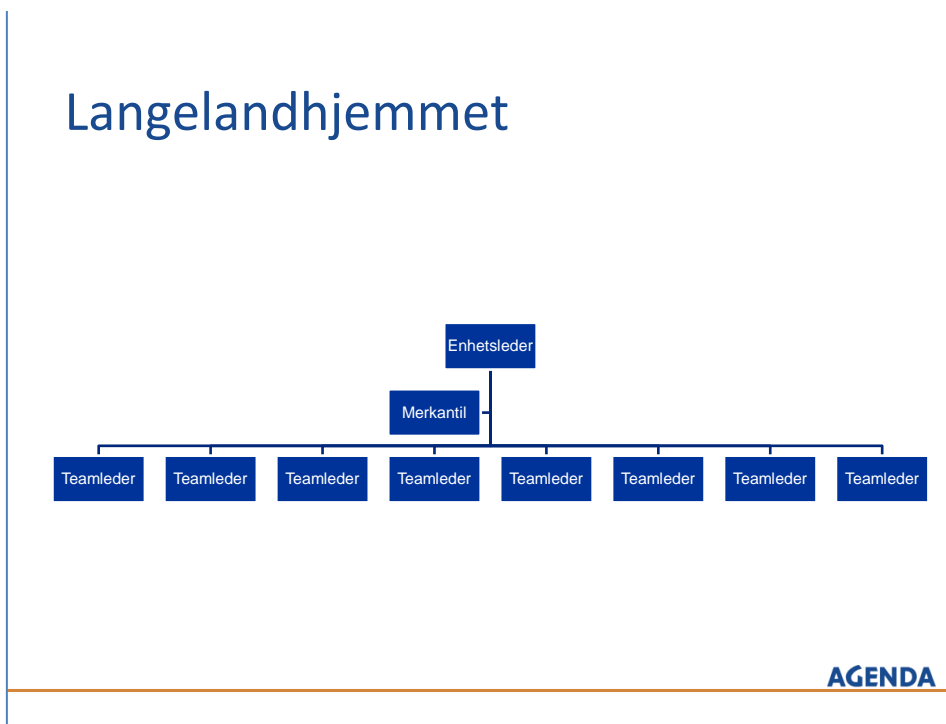 Langelandhjemmet
Enhetsleder
Merkantil
Teamleder Teamleder Teamleder Teamleder Teamleder Teamleder Teamleder Teamleder
AGENDA